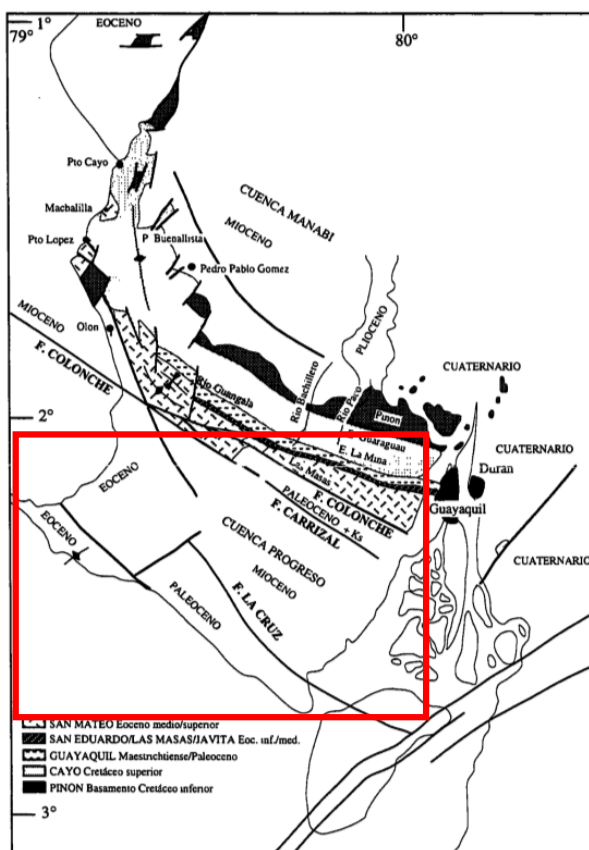 1°
79°
80°
EOCENO
Pto Cayo
CUENCA MANABI
MIOCENO
Machalilla
Pto Lopez
P. Buenallista
Pedro Pablo Gomez
PLIOCENO
MIOCENO
Olon
F. COLONCHE
Rio Guangala
Rio Bachillero
Rio Paco
CUATERNARIO
2°
Pinon
Guaraguau
E. La Mina
CUATERNARIO
Las Masas
Duran
Guayaquil
EOCENO
PALEOCENO + Ks
F. COLONCHE
F. CARRIZAL
EOCENO
CUENCA PROGRESO
MIOCENO
CUATERNARIO
PALEOCENO
F. LA CRUZ
SAN MATEO Eoceno medio/superior
SAN EDUARDO/LAS MASAS/JAVITA Eoc. inf./med.
GUAYAQUIL Maestrichtiense/Paleoceno
CAYO Cretáceo superior
PINON Basamento Cretáceo inferior
3°